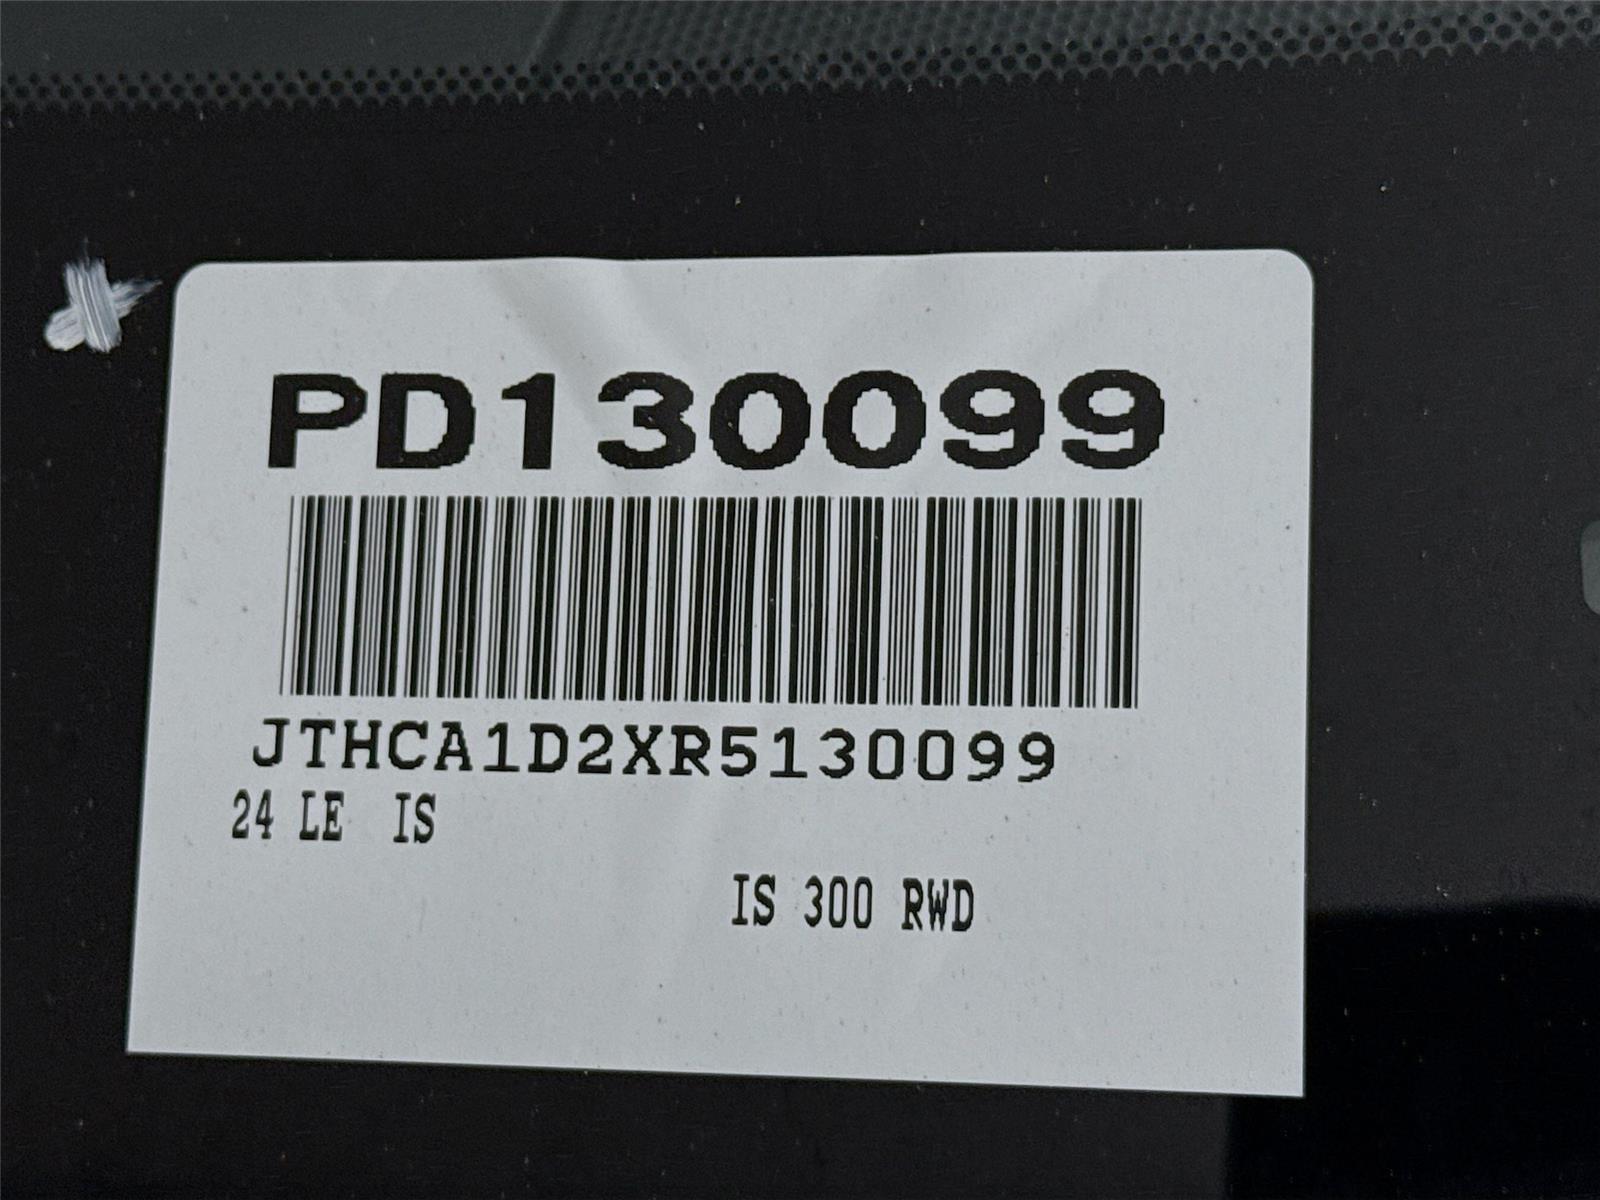 PD130099
JTHCA1D2XR5130099
24 LE IS
IS 300 RWD